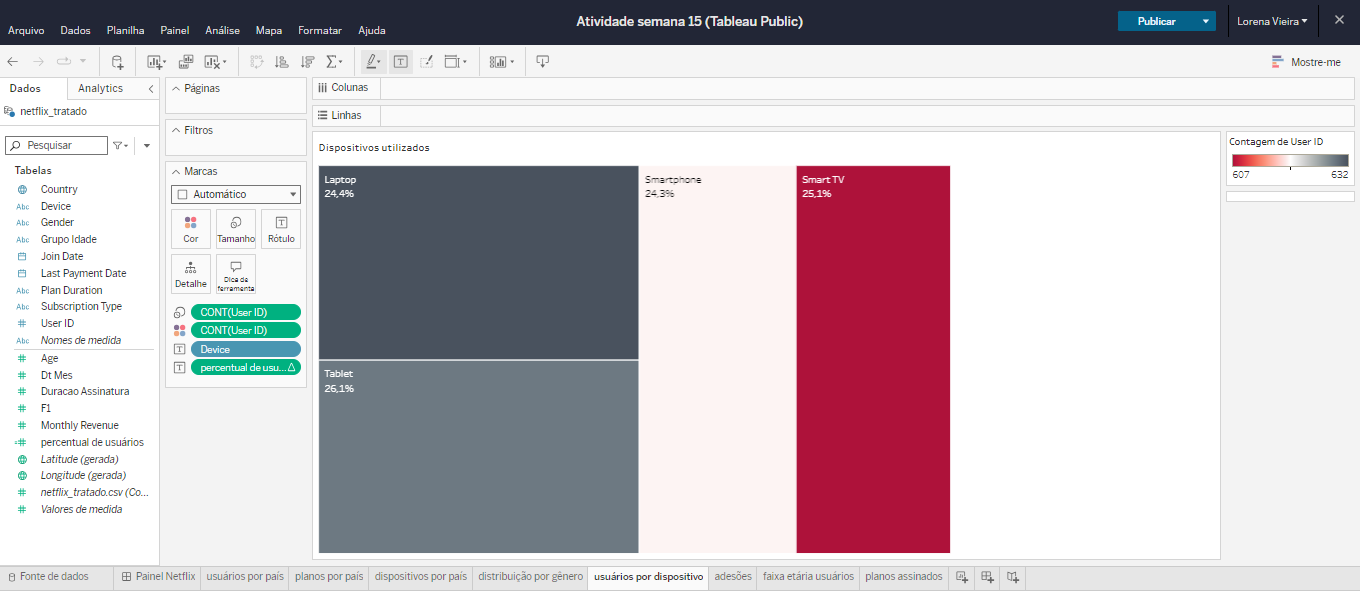 Atividade semana 15 (Tableau Public)
Publicar
Lorena Vieira
Arquivo Dados Planilha Painel Análise Mapa Formatar Ajuda
Mostre-me
Dados Analytics
netflix_tratado
Pesquisar
Tabelas
Country
Abc Device
Abc Gender
Abc Grupo Idade
Join Date
Last Payment Date
Abc Plan Duration
Abc Subscription Type
# User ID
Abc Nomes de medida
# Age
# Dt Mes
# Duracao Assinatura
# F1
# Monthly Revenue
=# percentual de usuários
Latitude (gerada)
Longitude (gerada)
# netflix_tratado.csv (Co...
# Valores de medida
Páginas
Filtros
Marcas
Automático
Cor Tamanho Rótulo
Detalhe Dica de
ferramenta
CONT(User ID)
CONT(User ID)
Device
percentual de usu... Δ
Colunas
Linhas
Dispositivos utilizados
Laptop
24,4%
Smartphone
24,3%
Smart TV
25,1%
Tablet
26,1%
Contagem de User ID
607 632
Fonte de dados Painel Netflix usuários por país planos por país dispositivos por país distribuição por gênero usuários por dispositivo adesões faixa etária usuários planos assinados